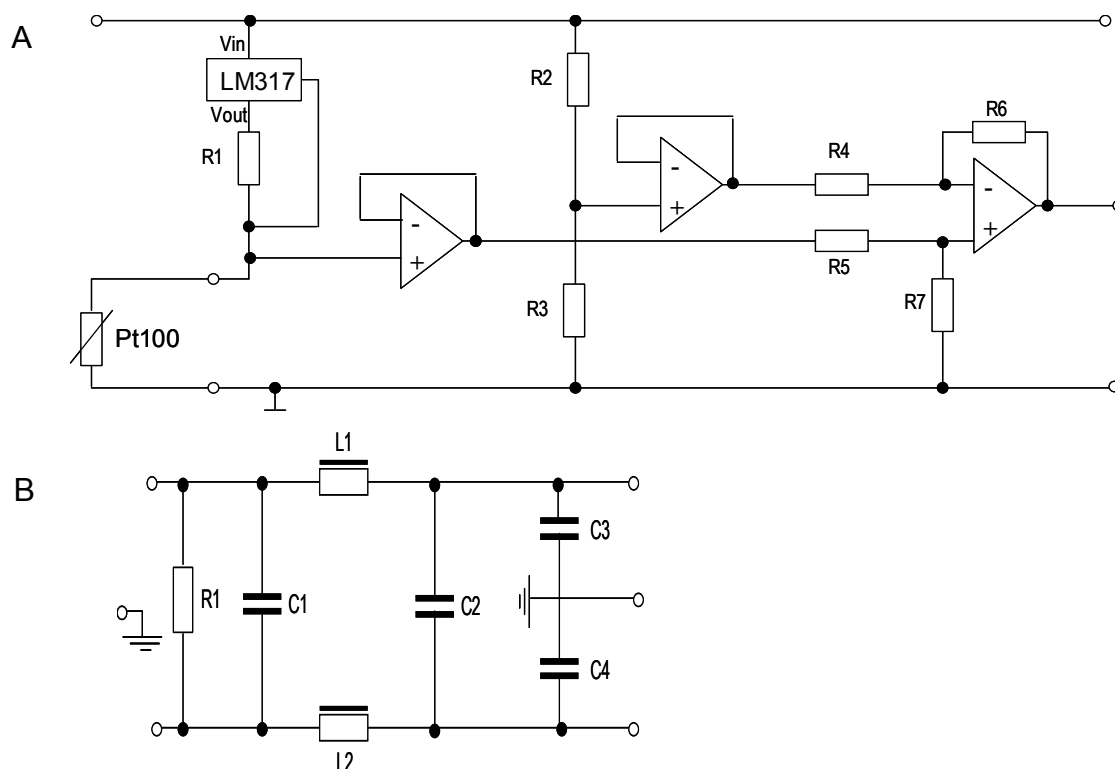 A
Vin
LM317
Vout
R1
Pt100
-
+
R2
R3
-
+
R4
R5
R6
R7
-
+
B
L1
R1
C1
C2
C3
C4
L2